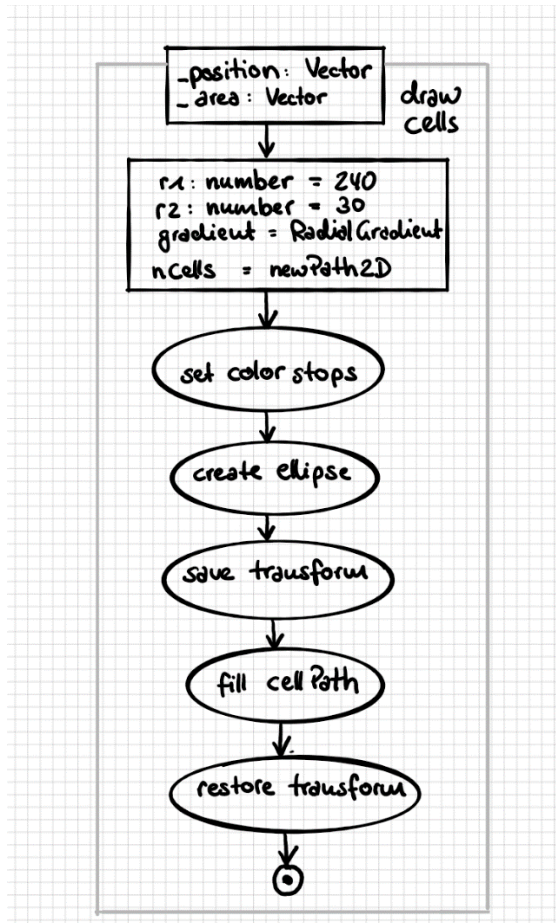 _position: Vector
_area: Vector
draw
cells
r1: number = 240
r2: number = 30
gradient = RadialGradient
nCells = newPath2D
set color stops
create ellipse
save transform
fill cellPath
restore transform